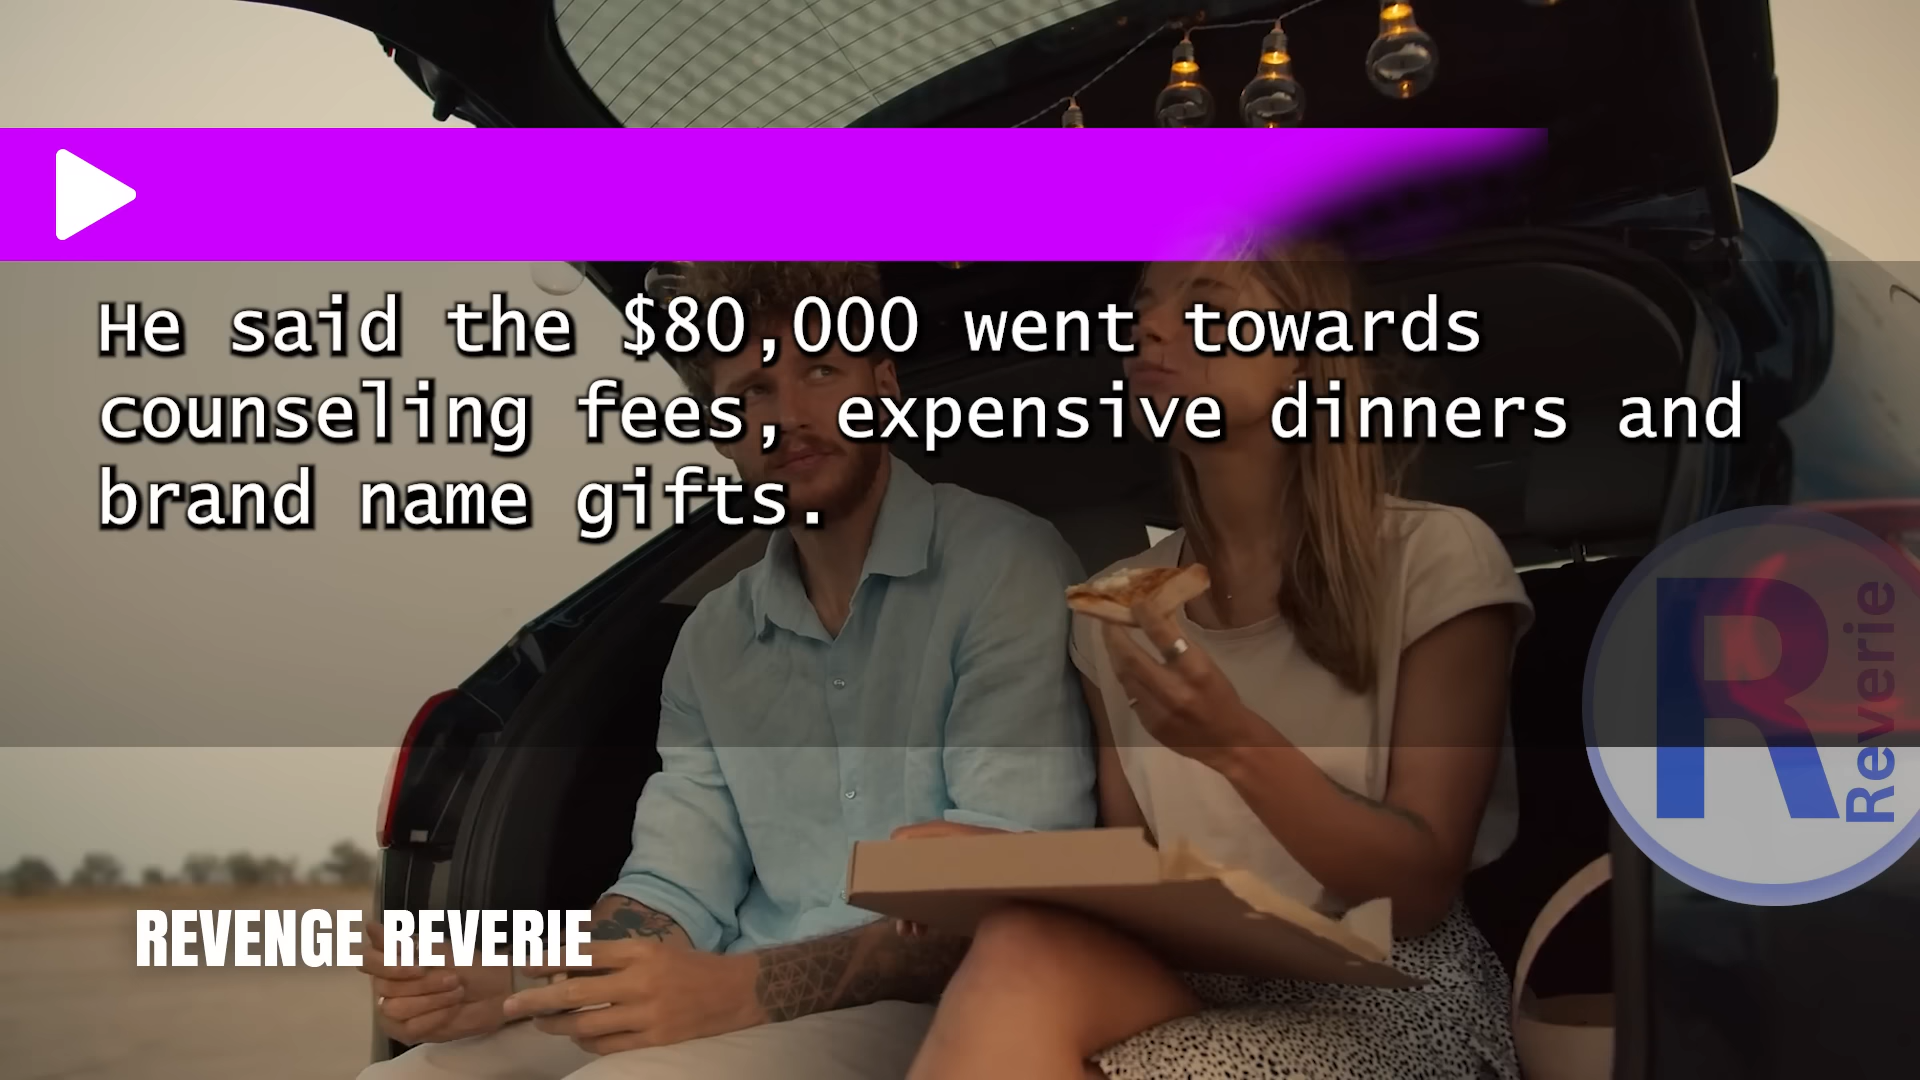 He said the $80,000 went towards
counseling fees, expensive dinners and
brand name gifts.
R
Reverie
REVENGE REVERIE